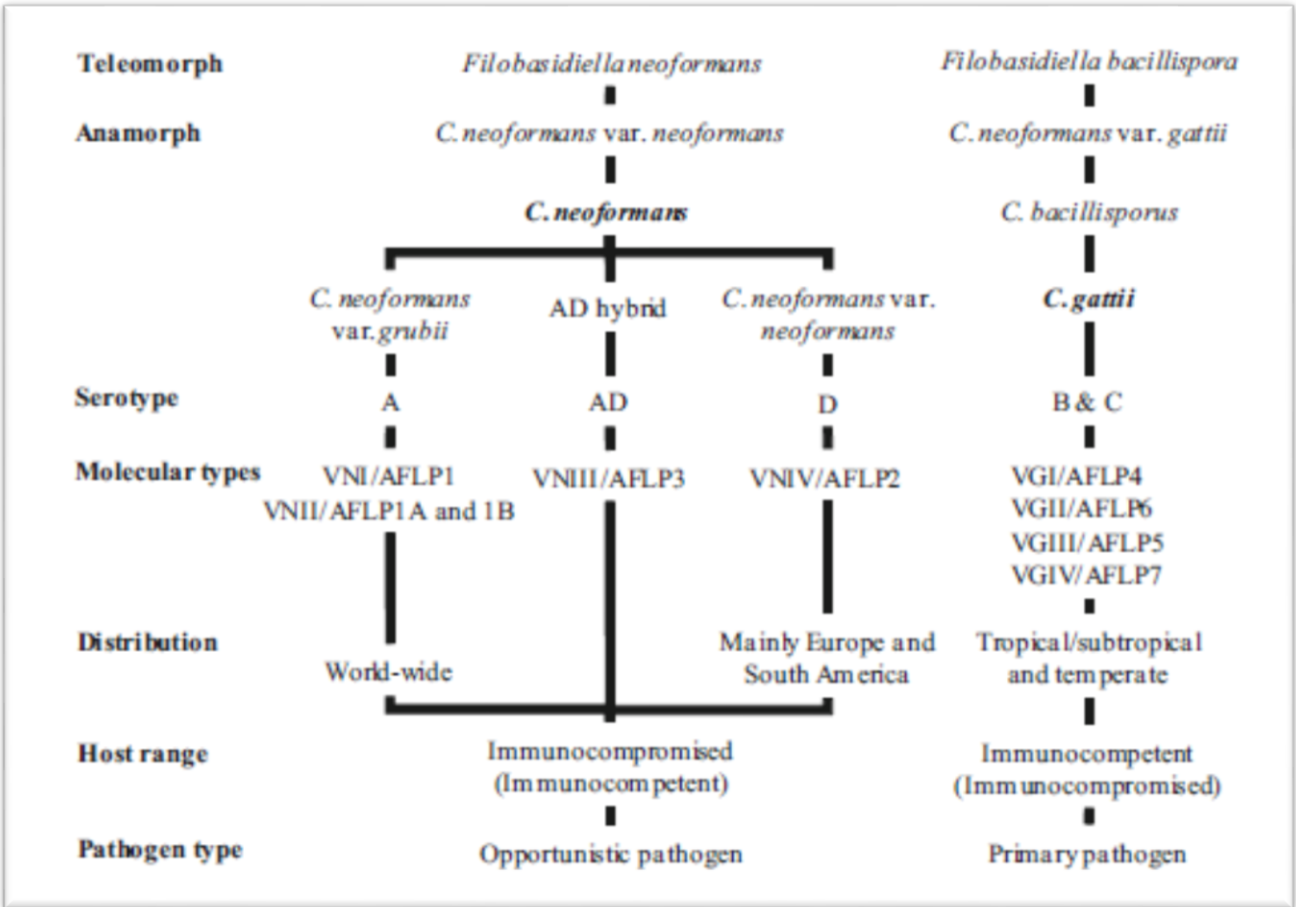 Teleomorph Filobasidiella neoformans Filobasidiella bacillispora
Anamorph C. neoformans var. neoformans C. neoformans var. gattii
C. neoformans C. bacillisporus
C. neoformans
var. grubii
AD hybrid
C. neoformans var.
neoformans
C. gattii
Serotype A AD D B & C
Molecular types
VNI/AFLP1
VNII/AFLP1A and 1B
VNIII/AFLP3
VNIV/AFLP2
VGI/AFLP4
VGII/AFLP6
VGIII/AFLP5
VGIV/AFLP7
Distribution
World-wide
Mainly Europe and
South America
Tropical/subtropical
and temperate
Host range
Immunocompromised
(Immunocompetent)
Immunocompetent
(Immunocompromised)
Pathogen type Opportunistic pathogen Primary pathogen